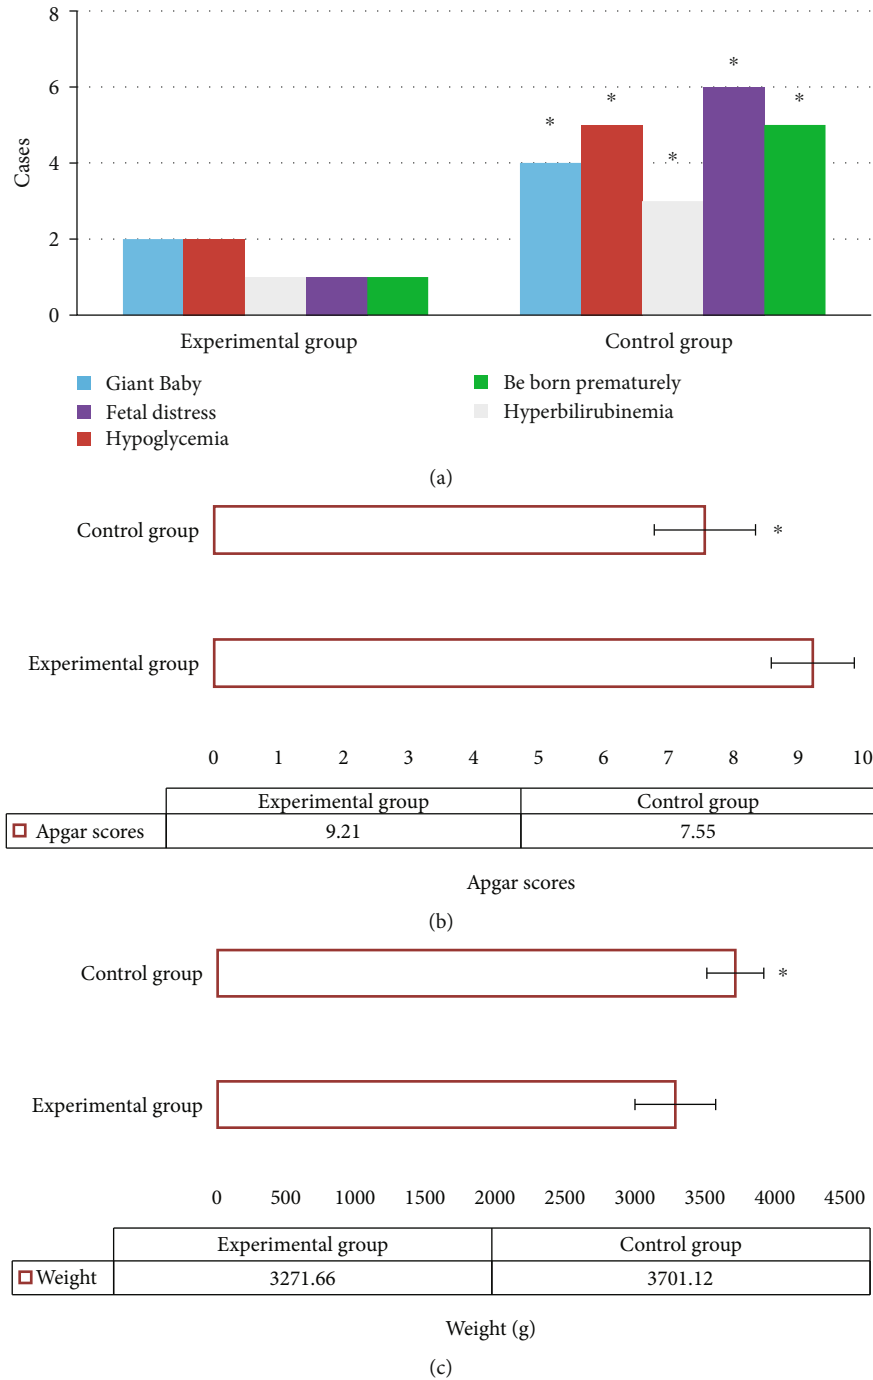 8
6
4
2
0
Cases
* * * * *
Experimental group Control group
Giant Baby Be born prematurely
Fetal distress Hyperbilirubinemia
Hypoglycemia
(a)
Control group *
Experimental group
0 1 2 3 4 5 6 7 8 9 10
Experimental group Control group
Apgar scores 9.21 7.55
Apgar scores
(b)
Control group *
Experimental group
0 500 1000 1500 2000 2500 3000 3500 4000 4500
Experimental group Control group
Weight 3271.66 3701.12
Weight (g)
(c)